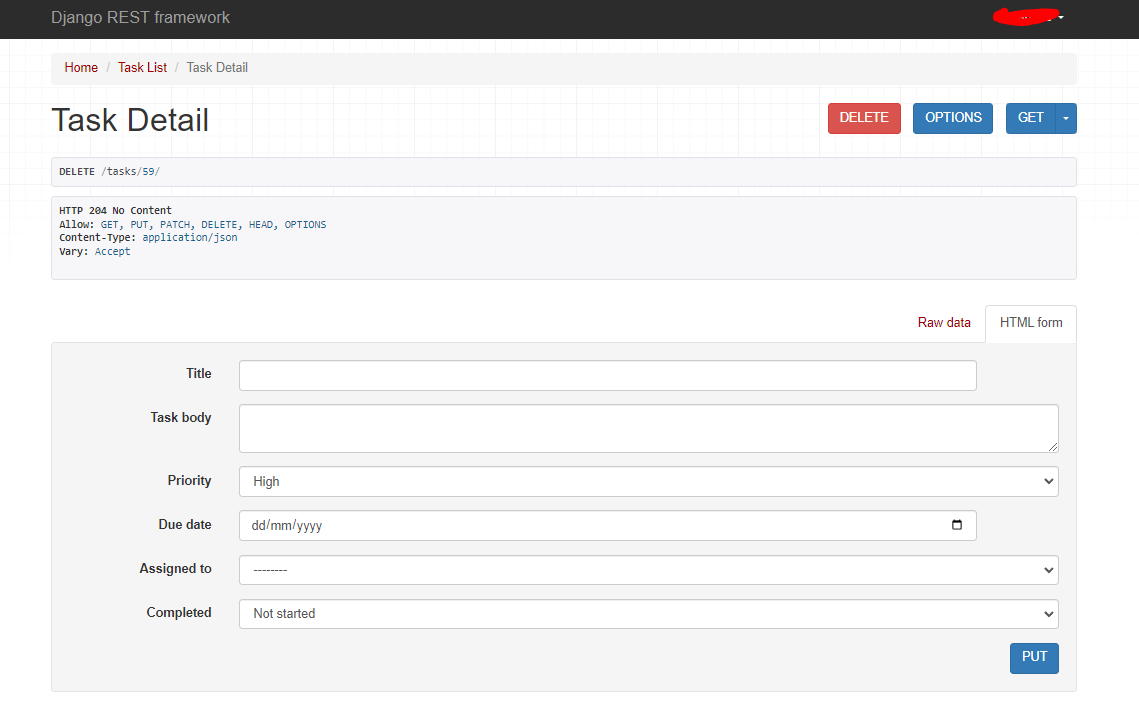 Django REST framework
Home / Task List / Task Detail
Task Detail
DELETE OPTIONS GET
DELETE /tasks/59/
HTTP 204 No Content
Allow: GET, PUT, PATCH, DELETE, HEAD, OPTIONS
Content-Type: application/json
Vary: Accept
Raw data HTML form
Title
Task body
Priority High
Due date dd/mm/yyyy
Assigned to --------
Completed Not started
PUT